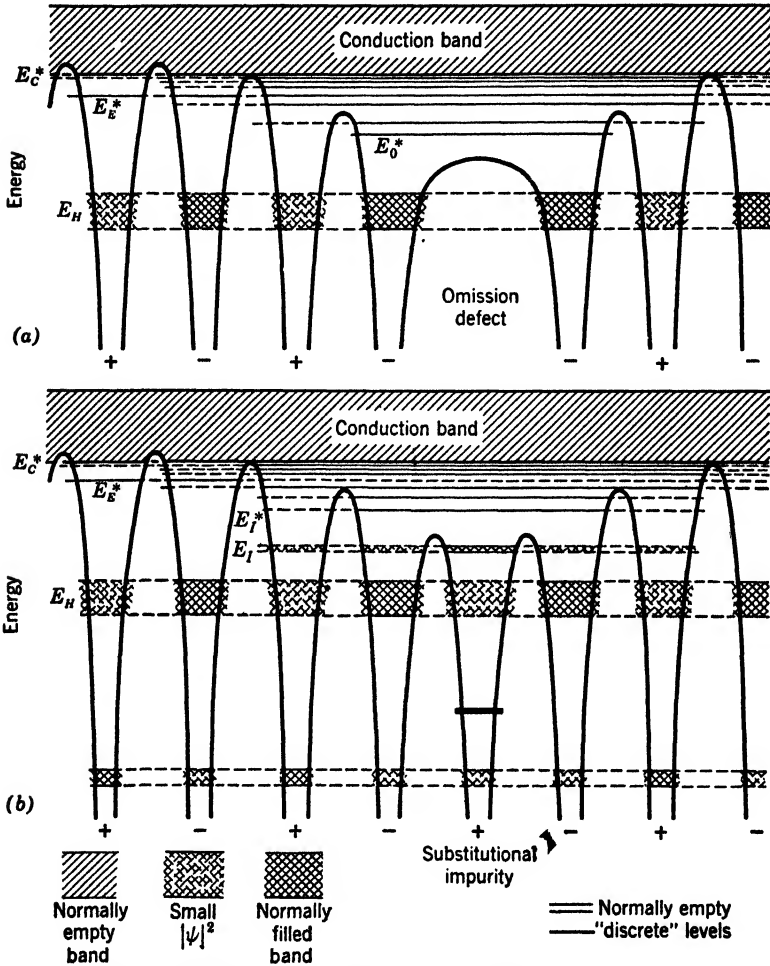 Conduction band
E_C*
E_E*
E_0*
Energy
E_H
Omission
defect
(a)
+ − + − − + −
Conduction band
E_C*
E_E*
E_I*
E_I
Energy
E_H
(b)
+ − + − + − + −
Substitutional
impurity
Normally
empty
band
Small
|ψ|²
Normally
filled
band
Normally empty
"discrete" levels